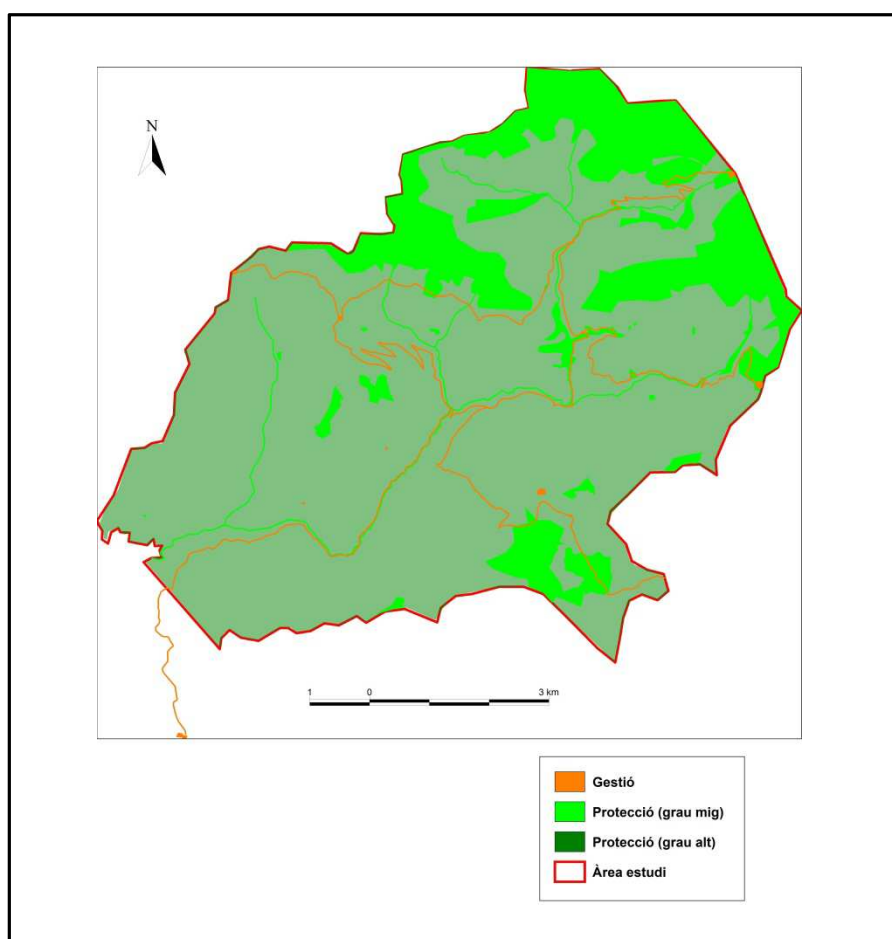 N
1 0 3 km
Gestió
Protecció (grau mig)
Protecció (grau alt)
Àrea estudi